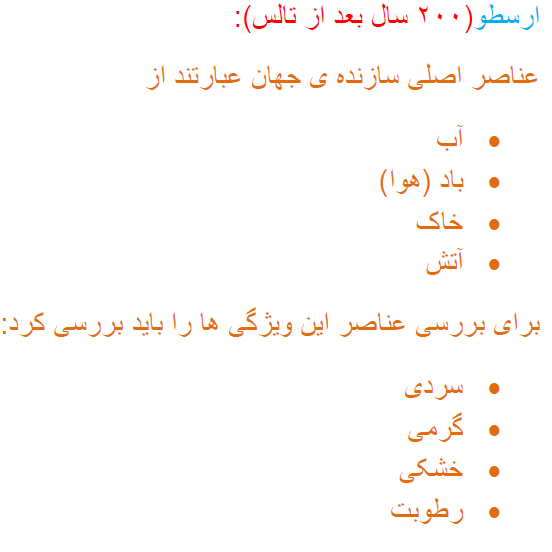 ارسطو(۲۰۰ سال بعد از تالس):
عناصر اصلی سازنده ی جهان عبارتند از
• آب
• باد (هوا)
• خاک
• آتش
برای بررسی عناصر این ویژگی ها را باید بررسی کرد:
• سردی
• گرمی
• خشکی
• رطوبت